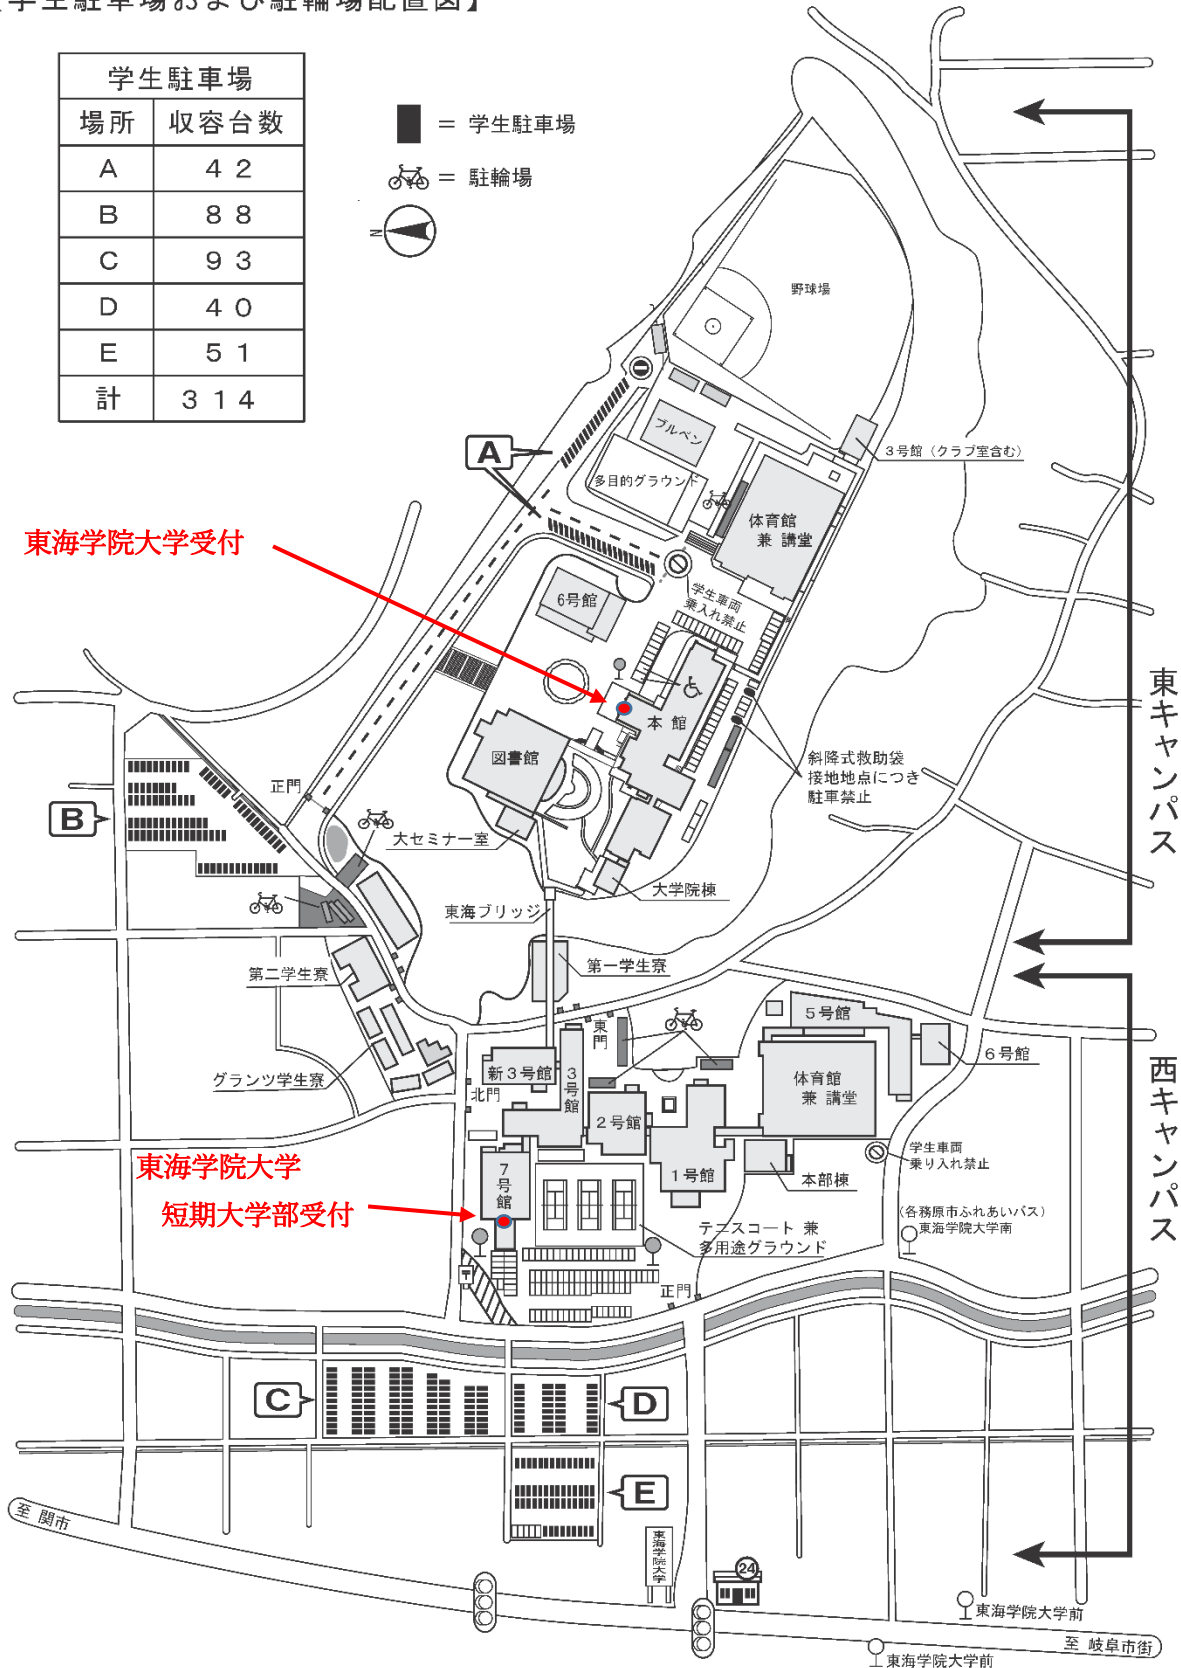 【学生駐車場および駐輪場配置図】
学生駐車場
場所 収容台数
A 42
B 88
C 93
D 40
E 51
計 314
= 学生駐車場
= 駐輪場
N
野球場
ブルペン
3号館（クラブ室含む）
A
多目的グラウンド
体育館
兼 講堂
東海学院大学受付
学生車両
乗入れ禁止
6号館
本館
図書館
東キャンパス
斜降式救助袋
接地地点につき
駐車禁止
正門
B
大セミナー室
大学院棟
東海ブリッジ
第一学生寮
第二学生寮
グランツ学生寮
東門
5号館
6号館
新3号館
3号館
北門
2号館
体育館
兼 講堂
西キャンパス
学生車両
乗り入れ禁止
東海学院大学
短期大学部受付
7号館
1号館
本部棟
(各務原市ふれあいバス)
東海学院大学南
テニスコート 兼
多用途グラウンド
〒
正門
C
D
E
至 関市
東海学院大学
24
東海学院大学前
至 岐阜市街
東海学院大学前